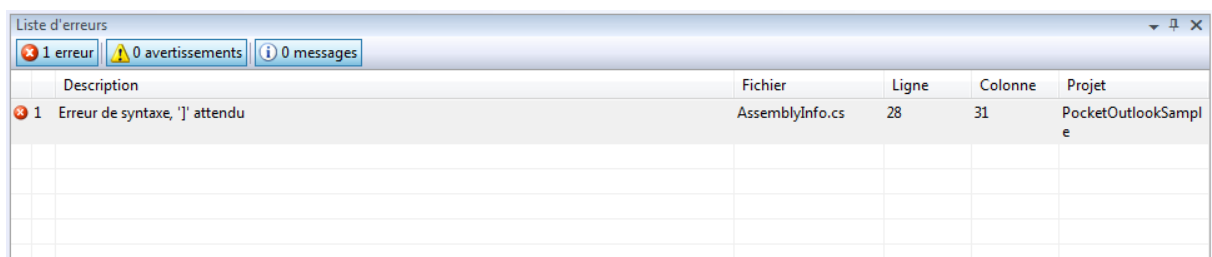 Liste d'erreurs
1 erreur 0 avertissements 0 messages
Description Fichier Ligne Colonne Projet
1 Erreur de syntaxe, ']' attendu AssemblyInfo.cs 28 31 PocketOutlookSampl
e